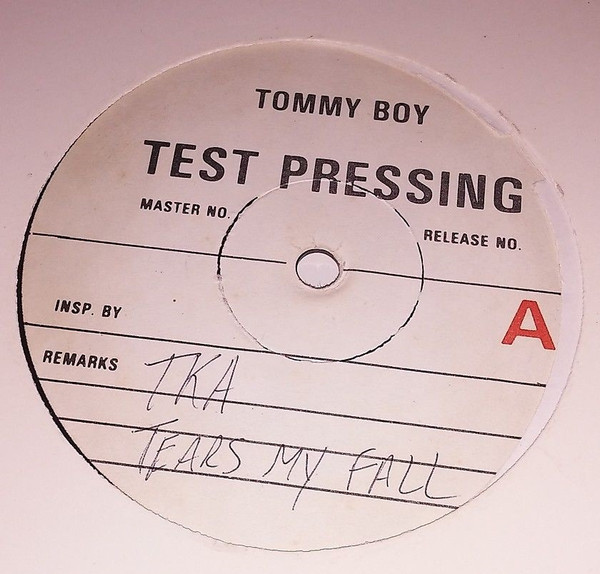 TOMMY BOY
TEST PRESSING
MASTER NO.
RELEASE NO.
A
INSP. BY
REMARKS
TKA
TEARS MY FALL